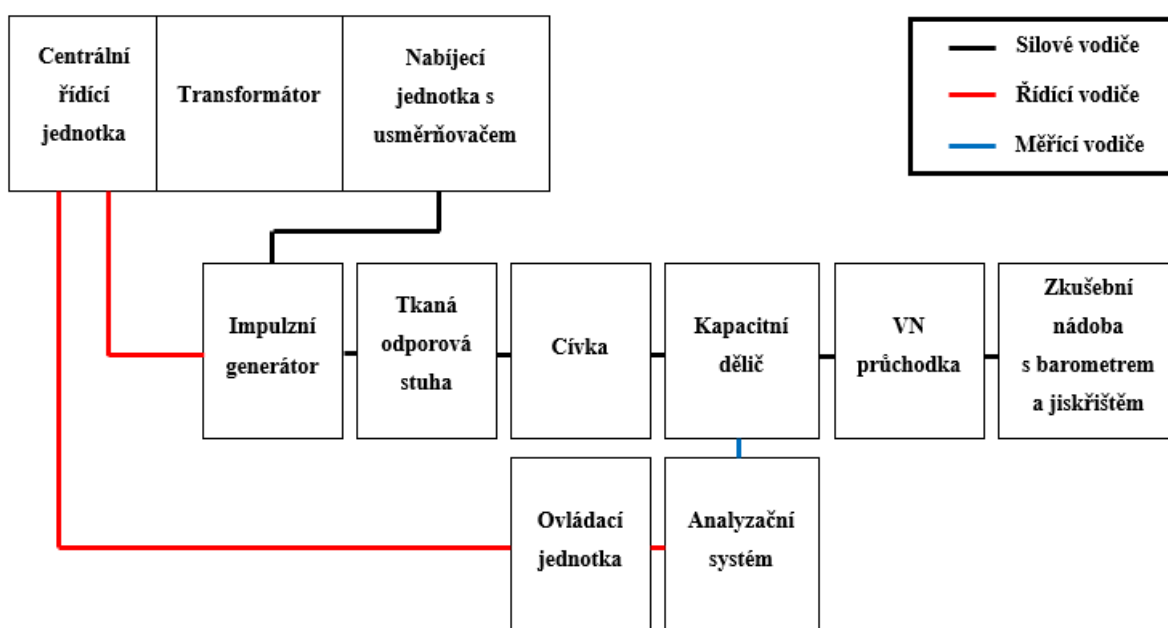 Centrální
řídící
jednotka
Transformátor
Nabíjecí
jednotka s
usměrňovačem
Silové vodiče
Řídící vodiče
Měřící vodiče
Impulzní
generátor
Tkaná
odporová
stuha
Cívka
Kapacitní
dělič
VN
průchodka
Zkušební
nádoba
s barometrem
a jiskřištěm
Ovládací
jednotka
Analyzační
systém